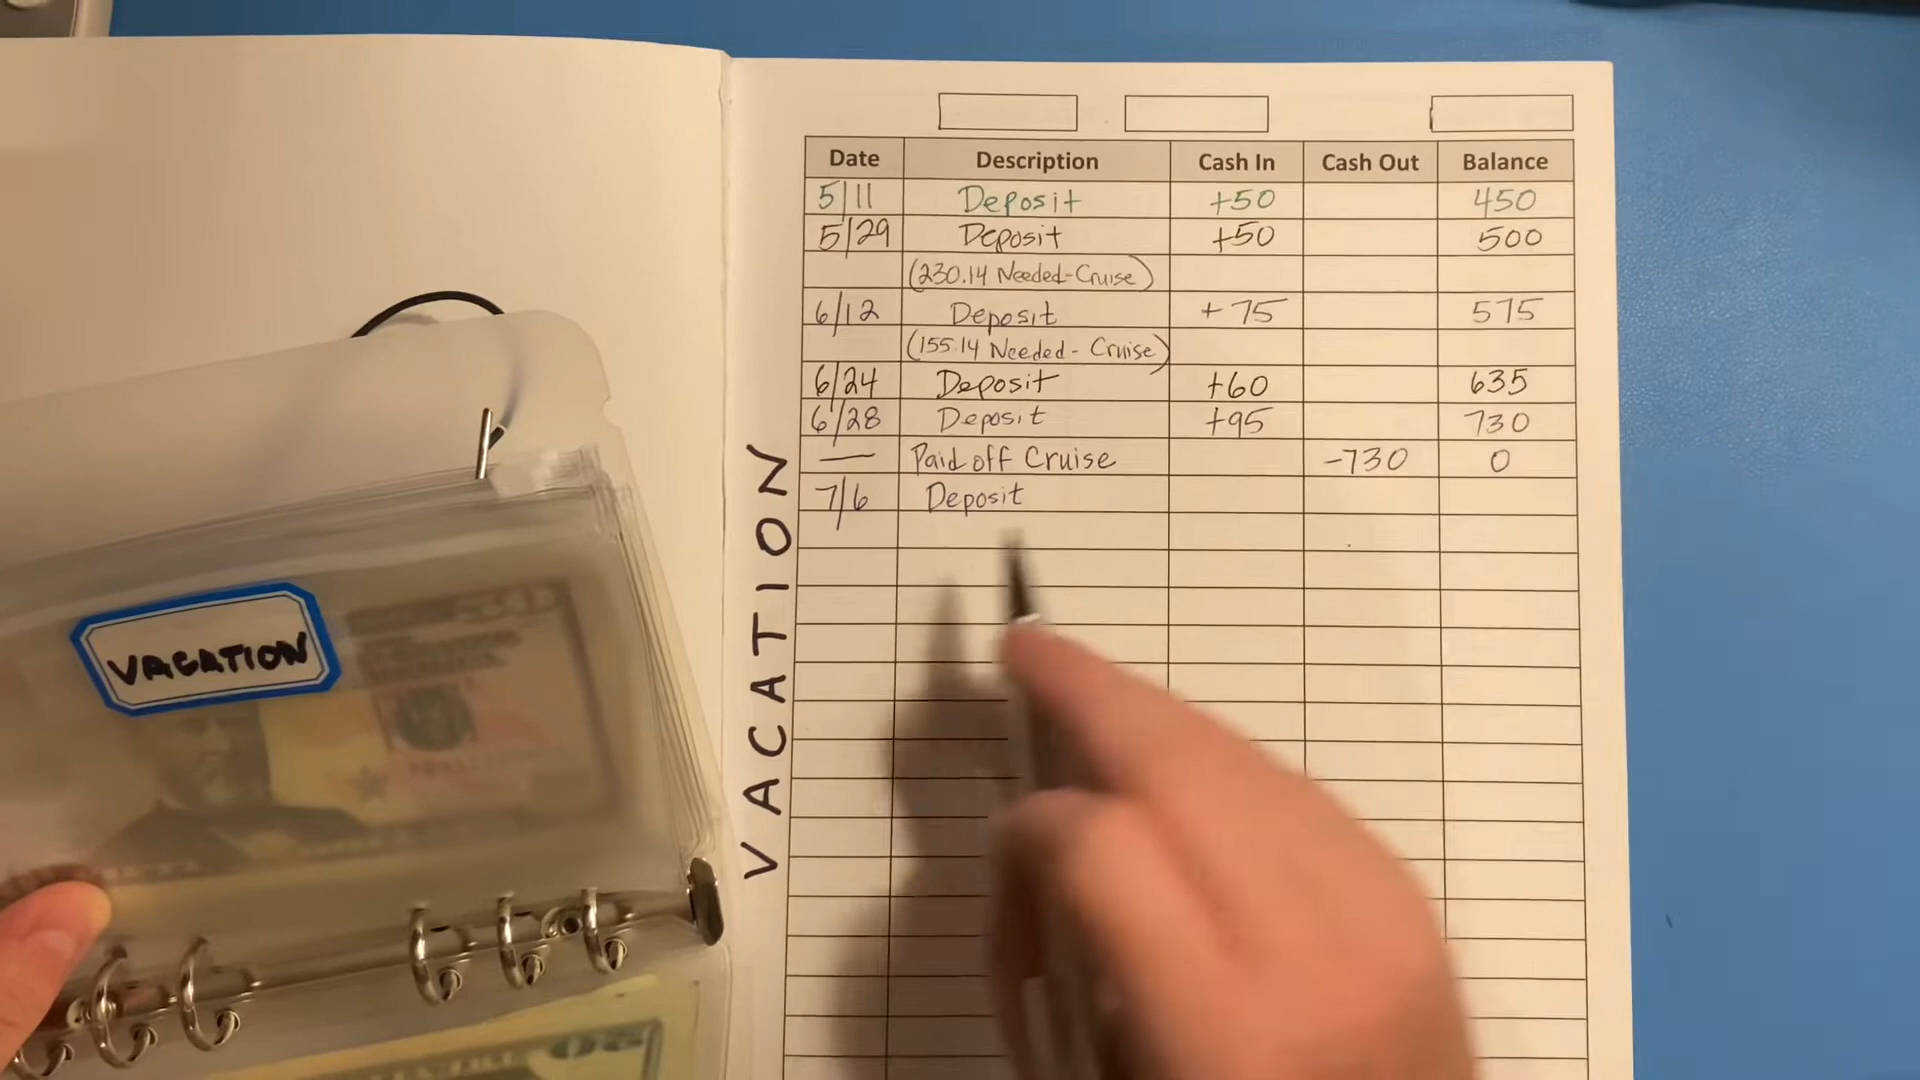 Date Description Cash In Cash Out Balance
5/11 Deposit +50 450
5/29 Deposit +50 500
(230.14 Needed-Cruise)
6/12 Deposit +75 575
(155.14 Needed - Cruise)
6/24 Deposit +60 635
6/28 Deposit +95 730
— Paid off Cruise -730 0
7/6 Deposit
VACATION
VACATION
50